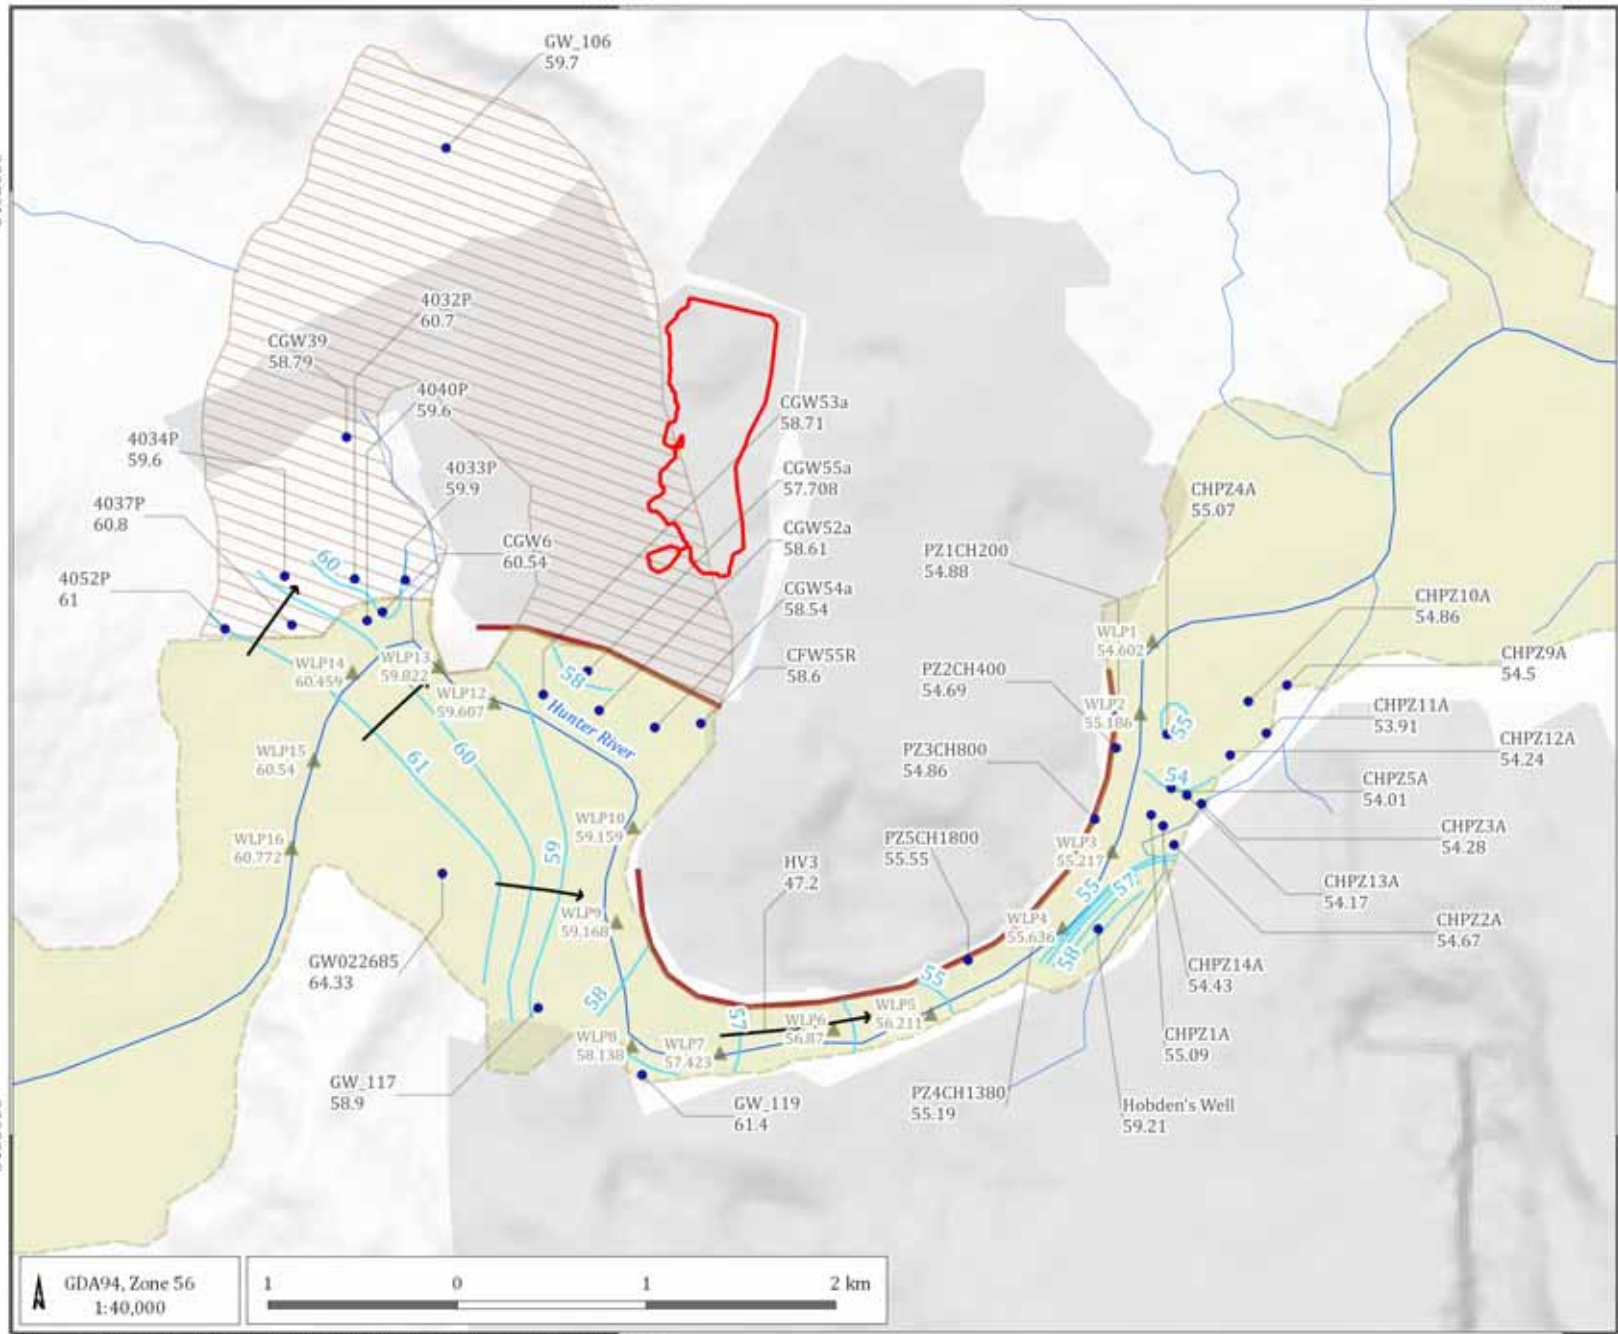 GW_106
59.7
4032P
60.7
CGW39
58.79
4040P
59.6
CGW53a
58.71
4034P
59.6
4033P
59.9
CGW55a
57.708
CHPZ4A
55.07
4037P
60.8
CGW52a
58.61
CGW6
60.54
PZ1CH200
54.88
4052P
61
60
CGW54a
58.54
CHPZ10A
54.86
WLP1
54.602
WLP14
60.459
WLP13
59.822
58
CFW55R
58.6
PZ2CH400
54.69
CHPZ9A
54.5
WLP12
59.607
Hunter River
WLP2
55.186
55
CHPZ11A
53.91
WLP15
60.54
61
60
PZ3CH800
54.86
CHPZ12A
54.24
54
CHPZ5A
54.01
WLP16
60.772
WLP10
59.159
59
PZ5CH1800
55.55
HV3
47.2
WLP3
55.217
CHPZ3A
54.28
55
57
CHPZ13A
54.17
WLP9
59.168
WLP4
55.636
CHPZ2A
54.67
58
GW022685
64.33
CHPZ14A
54.43
58
55
57
WLP5
56.211
WLP6
56.87
WLP8
58.138
WLP7
57.423
CHPZ1A
55.09
GW_117
58.9
GW_119
61.4
PZ4CH1380
55.19
Hobden's Well
59.21
GDA94, Zone 56
1:40,000
1 0 1 2 km